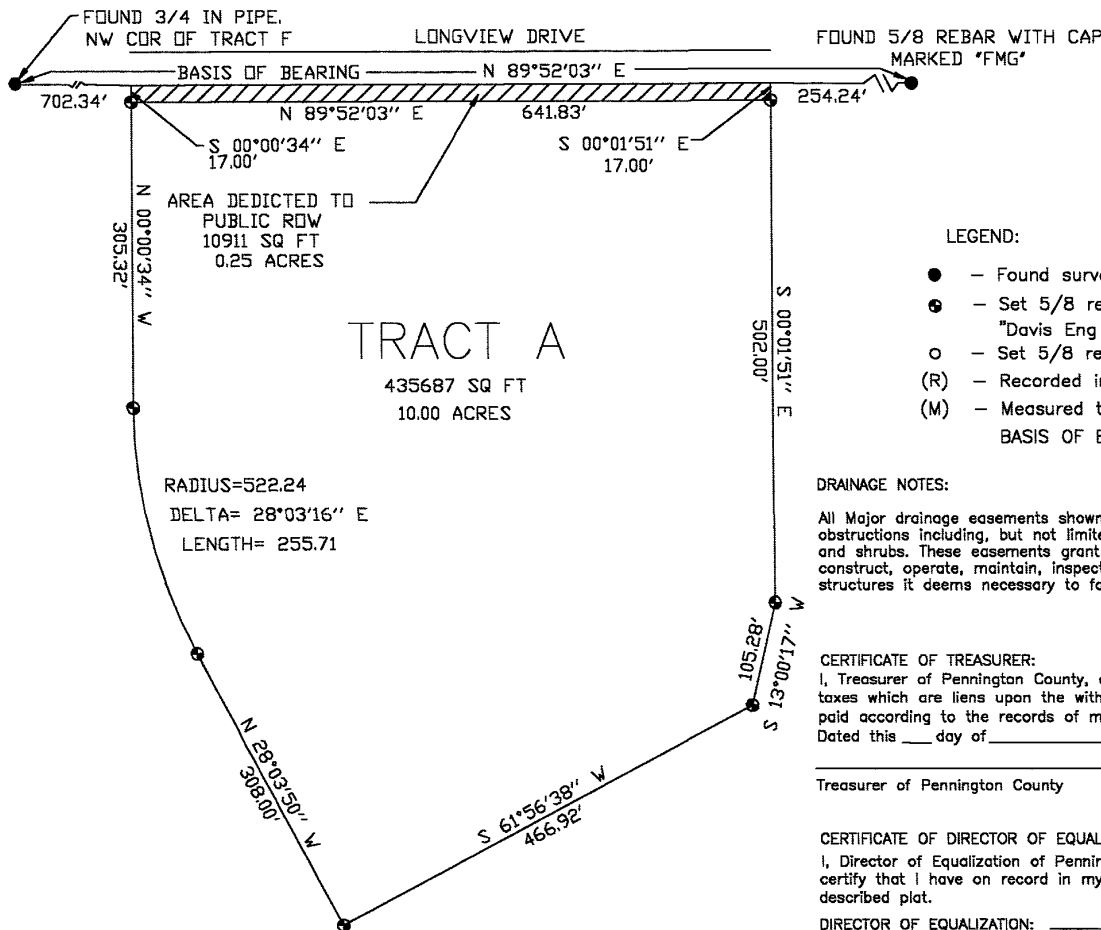 FOUND 3/4 IN PIPE,
NW COR OF TRACT F
LONGVIEW DRIVE
FOUND 5/8 REBAR WITH CAP
MARKED "FMG"
BASIS OF BEARING
N 89°52'03" E
702.34'
254.24'
N 89°52'03" E
641.83'
S 00°00'34" E
17.00'
S 00°01'51" E
17.00'
AREA DEDICTED TO
PUBLIC ROW
10911 SQ FT
0.25 ACRES
N 00°00'34" W
305.32'
TRACT A
435687 SQ FT
10.00 ACRES
S 00°01'51" E
502.00'
RADIUS=522.24
DELTA= 28°03'16" E
LENGTH= 255.71
105.28'
S 13°00'17" W
N 28°03'50" W
308.00'
S 61°56'38" W
466.92'
LEGEND:
– Found surv
– Set 5/8 re
"Davis Eng
– Set 5/8 re
(R) – Recorded in
(M) – Measured t
BASIS OF B
DRAINAGE NOTES:
All Major drainage easements shown
obstructions including, but not limite
and shrubs. These easements grant
construct, operate, maintain, inspect
structures it deems necessary to fa
CERTIFICATE OF TREASURER:
I, Treasurer of Pennington County,
taxes which are liens upon the with
paid according to the records of m
Dated this ___ day of
Treasurer of Pennington County
CERTIFICATE OF DIRECTOR OF EQUAL
I, Director of Equalization of Pennin
certify that I have on record in my
described plat.
DIRECTOR OF EQUALIZATION: